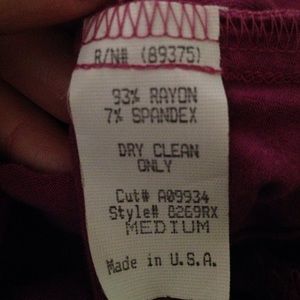 R/N# (89375)
93% RAYON
7% SPANDEX
DRY CLEAN
ONLY
Cut# A09934
Style# 8269RX
MEDIUM
Made in U.S.A.